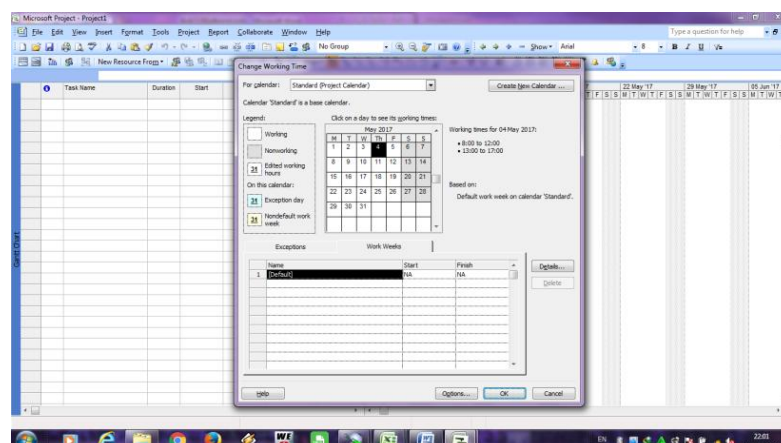 Microsoft Project - Project1
File Edit View Insert Format Tools Project Report Collaborate Window Help
Type a question for help
No Group
Show
Arial
8
B I U
New Resource From
Task Name Duration Start
22 May '17 29 May '17 05 Jun '17
T F S S M T W T F S S M T W T F S S M T W T
Gantt Chart
Change Working Time
For calendar: Standard (Project Calendar)
Create New Calendar ...
Calendar 'Standard' is a base calendar.
Legend:
Working
Nonworking
31 Edited working hours
On this calendar:
31 Exception day
31 Nondefault work week
Click on a day to see its working times:
May 2017
M T W Th F S S
1 2 3 4 5 6 7
8 9 10 11 12 13 14
15 16 17 18 19 20 21
22 23 24 25 26 27 28
29 30 31
Working times for 04 May 2017:
• 8:00 to 12:00
• 13:00 to 17:00
Based on:
Default work week on calendar 'Standard'.
Exceptions Work Weeks
Name Start Finish
1 [Default] NA NA
Details...
Delete
Help
Options...
OK
Cancel
EN
22:01